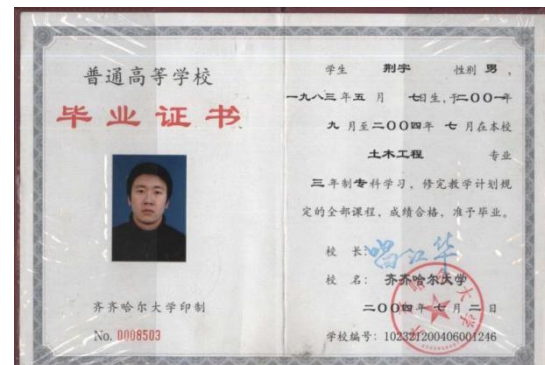 普通高等学校
毕业证书
齐齐哈尔大学印制
No. 0008503
学生 荆宇 性别 男，
一九八三年五 月 七日生，于二〇〇一年
九 月至二〇〇四年 七 月在本校
土木工程 专业
三 年制专科学习，修完教学计划规
定的全部课程，成绩合格，准予毕业。
校 长：
校 名： 齐齐哈尔大学
二〇〇四年 七 月 二 日
学校编号：102321200406001246